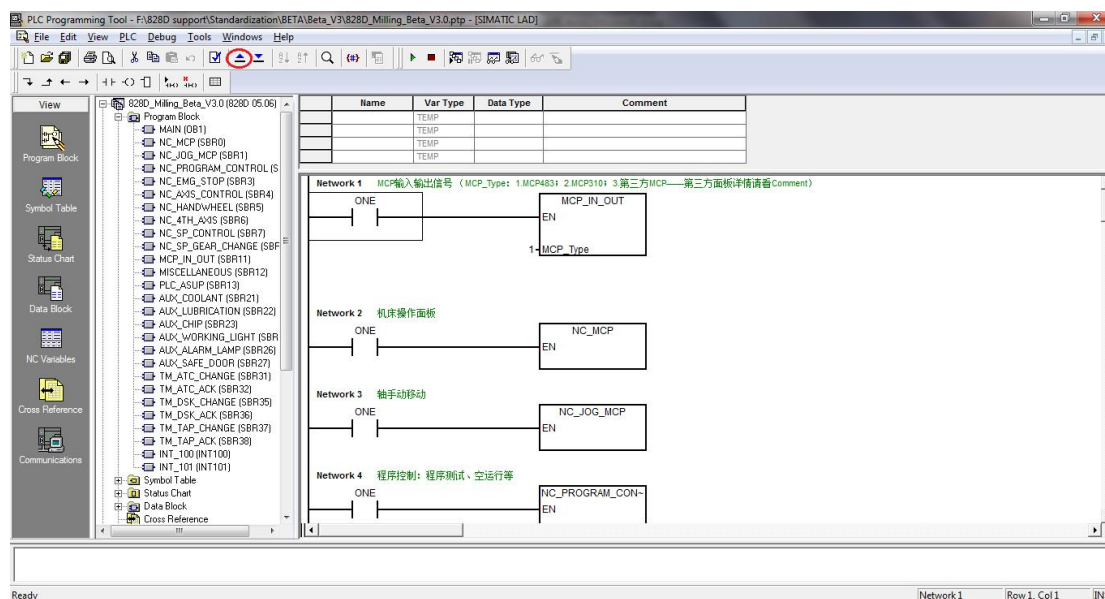 PLC Programming Tool - F:\828D support\Standardization\BETA\Beta_V3\828D_Milling_Beta_V3.0.ptp - [SIMATIC LAD]
File Edit View PLC Debug Tools Windows Help
View
Program Block
Symbol Table
Status Chart
Data Block
NC Variables
Cross Reference
Communications
828D_Milling_Beta_V3.0 (828D 05.06)
Program Block
MAIN (OB1)
NC_MCP (SBR0)
NC_JOG_MCP (SBR1)
NC_PROGRAM_CONTROL (S
NC_EMG_STOP (SBR3)
NC_AXIS_CONTROL (SBR4)
NC_HANDWHEEL (SBR5)
NC_4TH_AXIS (SBR6)
NC_SP_CONTROL (SBR7)
NC_SP_GEAR_CHANGE (SBF
MCP_IN_OUT (SBR11)
MISCELLANEOUS (SBR12)
PLC_ASUP (SBR13)
AUX_COOLANT (SBR21)
AUX_LUBRICATION (SBR22)
AUX_CHIP (SBR23)
AUX_WORKING_LIGHT (SBR
AUX_ALARM_LAMP (SBR26)
AUX_SAFE_DOOR (SBR27)
TM_ATC_CHANGE (SBR31)
TM_ATC_ACK (SBR32)
TM_DSK_CHANGE (SBR35)
TM_DSK_ACK (SBR36)
TM_TAP_CHANGE (SBR37)
TM_TAP_ACK (SBR38)
INT_100 (INT100)
INT_101 (INT101)
Symbol Table
Status Chart
Data Block
Cross Reference
Name Var Type Data Type Comment
TEMP
TEMP
TEMP
TEMP
Network 1 MCP输入输出信号 (MCP_Type: 1.MCP483; 2.MCP310; 3.第三方MCP——第三方面板详情请看Comment)
ONE MCP_IN_OUT
EN
1- MCP_Type
Network 2 机床操作面板
ONE NC_MCP
EN
Network 3 轴手动移动
ONE NC_JOG_MCP
EN
Network 4 程序控制: 程序测试、空运行等
ONE NC_PROGRAM_CON~
EN
Ready Network 1 Row 1, Col 1 IN